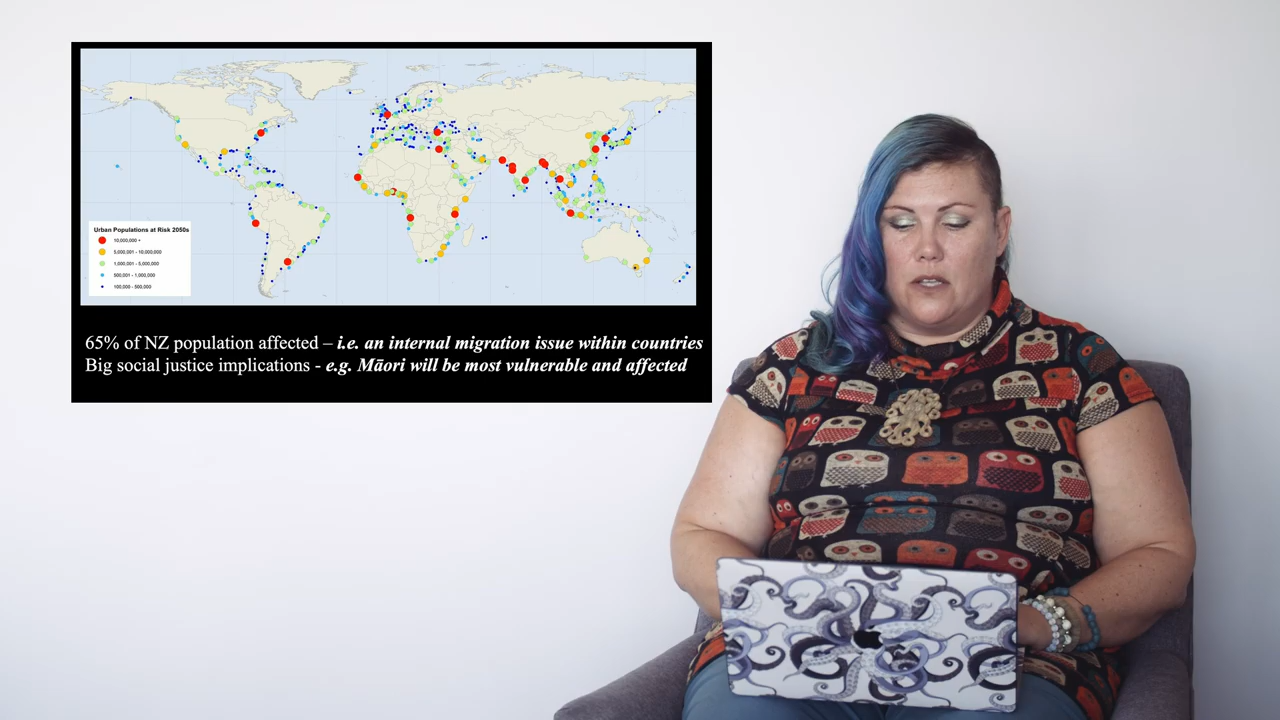 Urban Populations at Risk 2050s
10,000,000 +
5,000,001 - 10,000,000
1,000,001 - 5,000,000
500,001 - 1,000,000
100,000 - 500,000
65% of NZ population affected – i.e. an internal migration issue within countries
Big social justice implications - e.g. Māori will be most vulnerable and affected